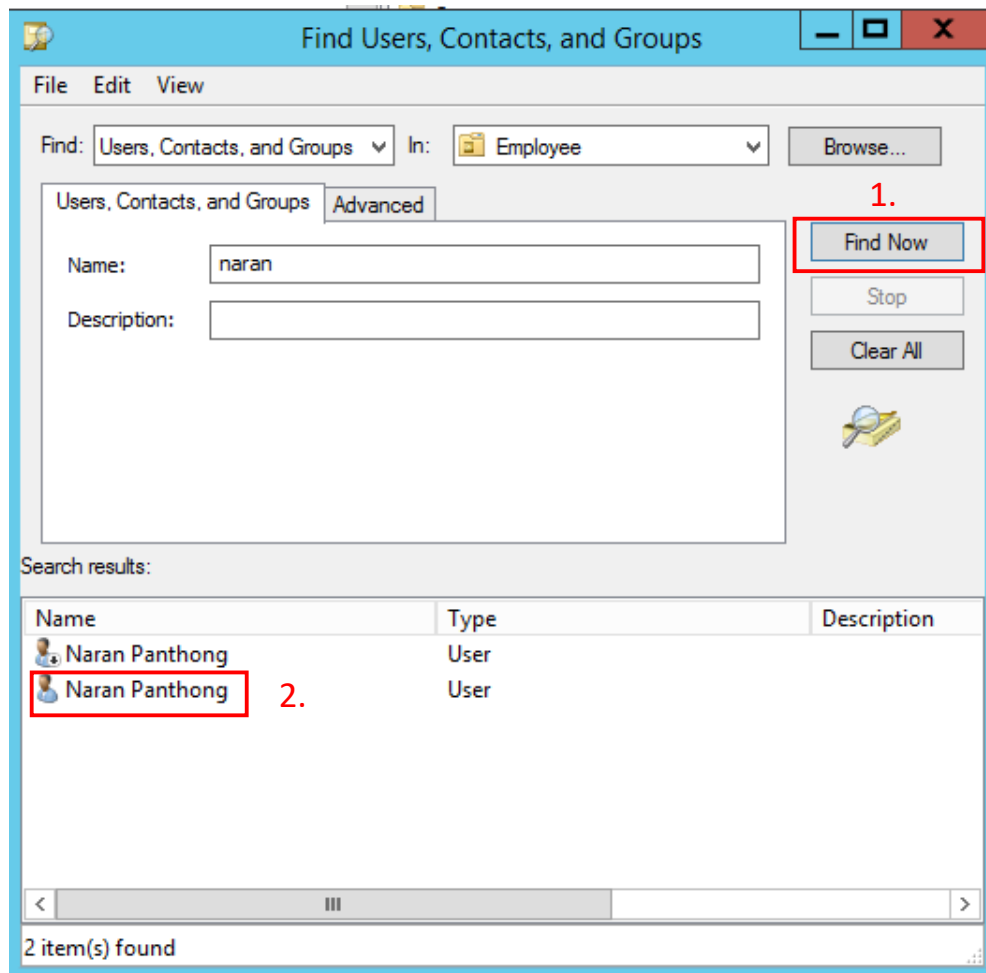 Find Users, Contacts, and Groups
File Edit View
Find: Users, Contacts, and Groups In: Employee Browse...
Users, Contacts, and Groups Advanced
1.
Name: naran Find Now
Description: Stop
Clear All
Search results:
Name Type Description
Naran Panthong User
Naran Panthong 2. User
2 item(s) found